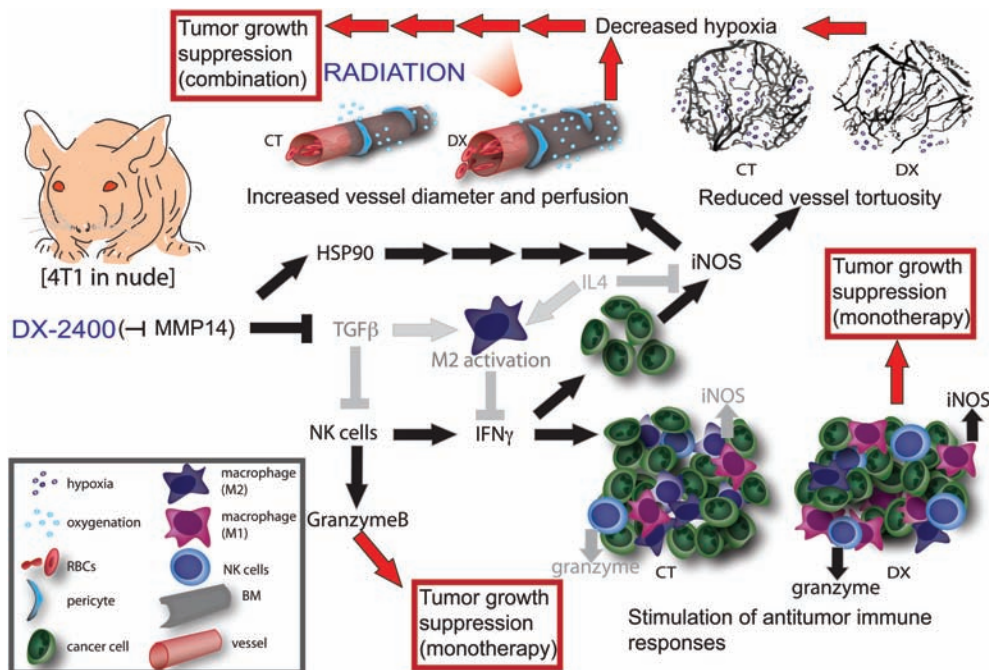 Tumor growth
suppression
(combination)
Decreased hypoxia
RADIATION
CT
DX
CT
DX
Increased vessel diameter and perfusion
Reduced vessel tortuosity
[4T1 in nude]
HSP90
iNOS
IL4
Tumor growth
suppression
(monotherapy)
DX-2400(⊣ MMP14)
TGFβ
M2 activation
iNOS
iNOS
NK cells
IFNγ
GranzymeB
granzyme
CT
granzyme
DX
Tumor growth
suppression
(monotherapy)
Stimulation of antitumor immune
responses
hypoxia
macrophage
(M2)
oxygenation
macrophage
(M1)
RBCs
NK cells
pericyte
BM
cancer cell
vessel